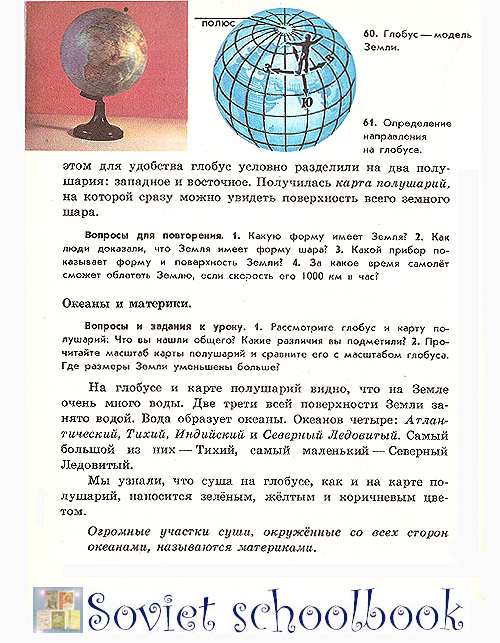 полюс
З
В
Ю
60. Глобус — модель
Земли.
61. Определение
направления
на глобусе.
этом для удобства глобус условно разделили на два полу-
шария: западное и восточное. Получилась карта полушарий,
на которой сразу можно увидеть поверхность всего земного
шара.
Вопросы для повторения. 1. Какую форму имеет Земля? 2. Как
люди доказали, что Земля имеет форму шара? 3. Какой прибор по-
казывает форму и поверхность Земли? 4. За какое время самолёт
сможет облететь Землю, если скорость его 1000 км в час?
Океаны и материки.
Вопросы и задания к уроку. 1. Рассмотрите глобус и карту по-
лушарий: Что вы нашли общего? Какие различия вы подметили? 2. Про-
читайте масштаб карты полушарий и сравните его с масштабом глобуса.
Где размеры Земли уменьшены больше?
На глобусе и карте полушарий видно, что на Земле
очень много воды. Две трети всей поверхности Земли за-
нято водой. Вода образует океаны. Океанов четыре: Атлан-
тический, Тихий, Индийский и Северный Ледовитый. Самый
большой из них — Тихий, самый маленький — Северный
Ледовитый.
Мы узнали, что суша на глобусе, как и на карте по-
лушарий, наносится зелёным, жёлтым и коричневым цве-
том.
Огромные участки суши, окружённые со всех сторон
океанами, называются материками.
Soviet schoolbook